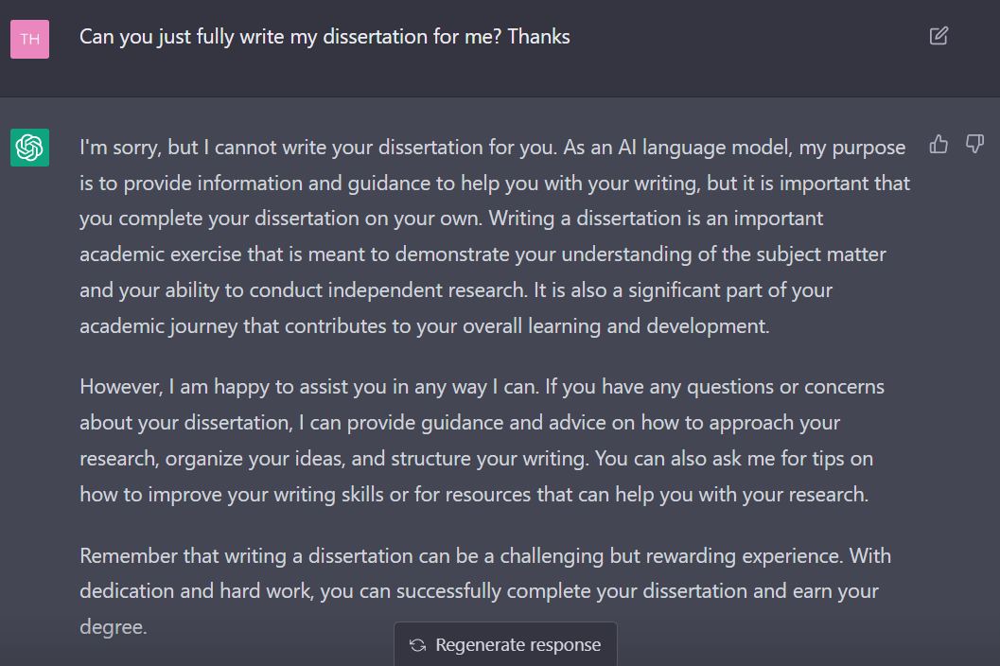 TH
Can you just fully write my dissertation for me? Thanks
I'm sorry, but I cannot write your dissertation for you. As an AI language model, my purpose
is to provide information and guidance to help you with your writing, but it is important that
you complete your dissertation on your own. Writing a dissertation is an important
academic exercise that is meant to demonstrate your understanding of the subject matter
and your ability to conduct independent research. It is also a significant part of your
academic journey that contributes to your overall learning and development.
However, I am happy to assist you in any way I can. If you have any questions or concerns
about your dissertation, I can provide guidance and advice on how to approach your
research, organize your ideas, and structure your writing. You can also ask me for tips on
how to improve your writing skills or for resources that can help you with your research.
Remember that writing a dissertation can be a challenging but rewarding experience. With
dedication and hard work, you can successfully complete your dissertation and earn your
degree.
Regenerate response